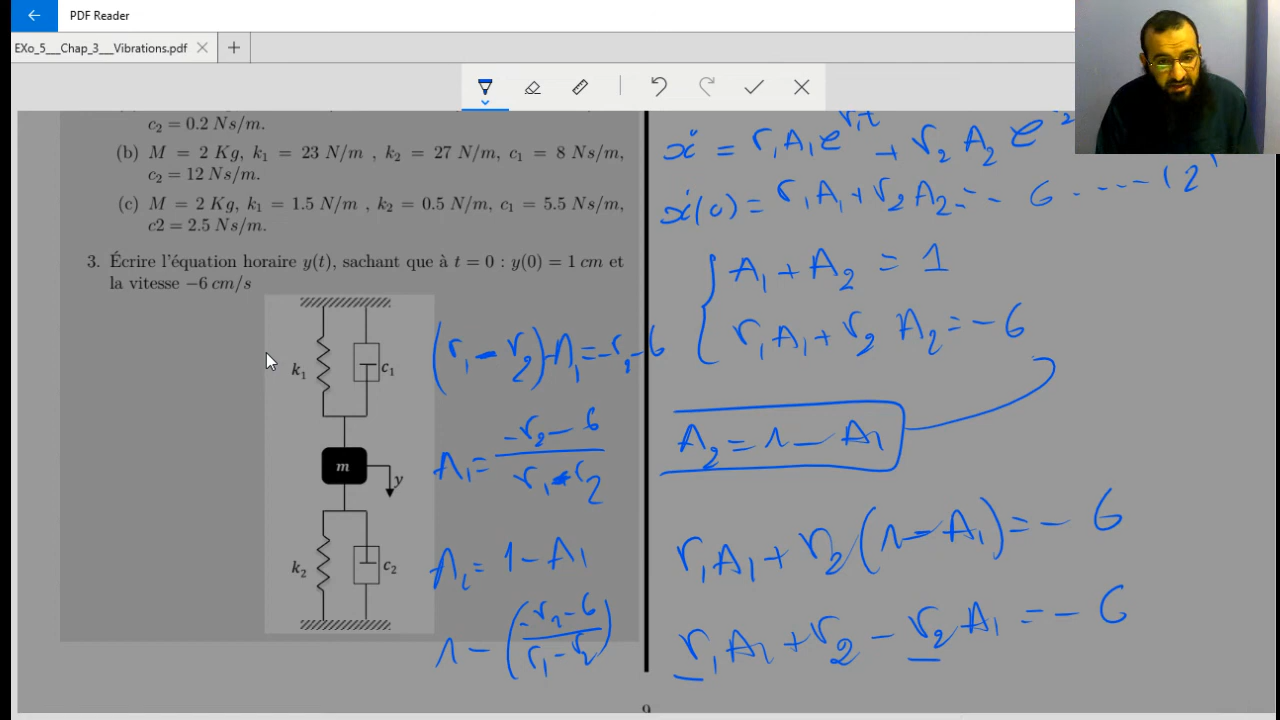 PDF Reader
EXo_5__Chap_3__Vibrations.pdf
c₂ = 0.2 Ns/m.
(b) M = 2 Kg, k₁ = 23 N/m , k₂ = 27 N/m, c₁ = 8 Ns/m,
c₂ = 12 Ns/m.
(c) M = 2 Kg, k₁ = 1.5 N/m , k₂ = 0.5 N/m, c₁ = 5.5 Ns/m,
c2 = 2.5 Ns/m.
3. Écrire l'équation horaire y(t), sachant que à t = 0 : y(0) = 1 cm et
la vitesse −6 cm/s
k₁
c₁
m
y
k₂
c₂
(r₁ − r₂) A₁ = −r₂ − 6
A₁ = (−r₂ − 6)/(r₁ − r₂)
A₂ = 1 − A₁
1 − ((−r₂ − 6)/(r₁ − r₂))
ẋ = r₁A₁e^(r₁t) + r₂ A₂ e
ẋ(0) = r₁A₁ + r₂A₂ = − 6 ..... (2)
A₁ + A₂ = 1
r₁A₁ + r₂ A₂ = −6
A₂ = 1 − A₁
r₁A₁ + r₂(1 − A₁) = − 6
r₁A₁ + r₂ − r₂A₁ = − 6
9